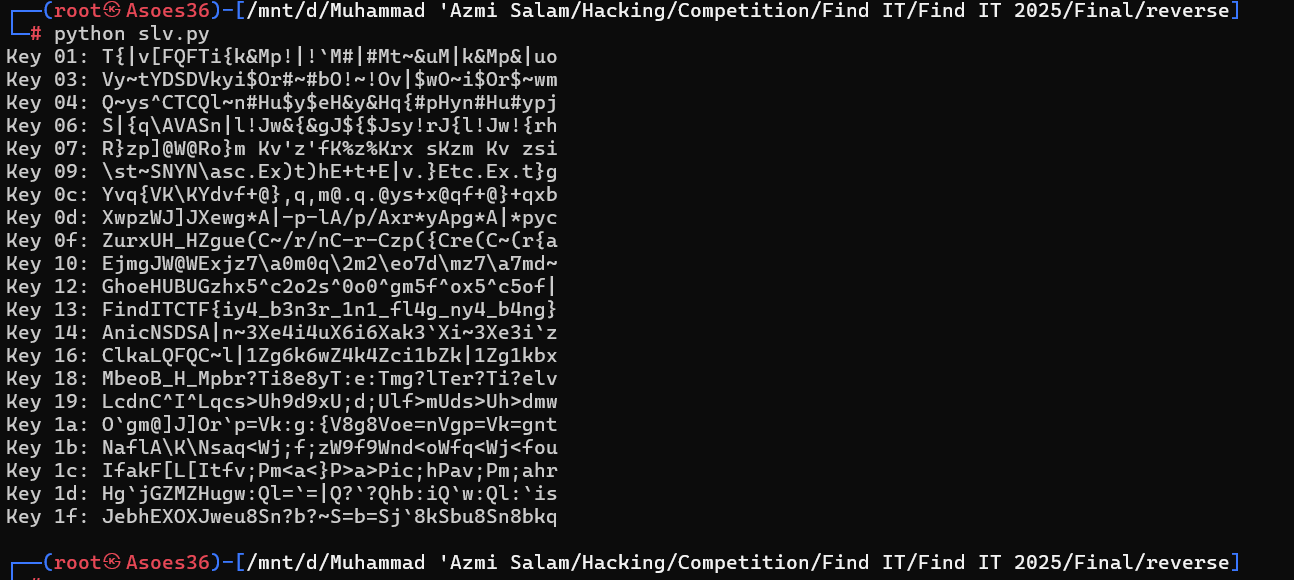 ┌──(root㉿Asoes36)-[/mnt/d/Muhammad 'Azmi Salam/Hacking/Competition/Find IT/Find IT 2025/Final/reverse]
└─# python slv.py
Key 01: T{|v[FQFTi{k&Mp!|!`M#|#Mt~&uM|k&Mp&|uo
Key 03: Vy~tYDSDVkyi$Or#~#bO!~!Ov|$wO~i$Or$~wm
Key 04: Q~ys^CTCQl~n#Hu$y$eH&y&Hq{#pHyn#Hu#ypj
Key 06: S|{q\AVASn|l!Jw&{&gJ${$Jsy!rJ{l!Jw!{rh
Key 07: R}zp]@W@Ro}m Kv'z'fK%z%Krx sKzm Kv zsi
Key 09: \st~SNYN\asc.Ex)t)hE+t+E|v.}Etc.Ex.t}g
Key 0c: Yvq{VK\KYdvf+@},q,m@.q.@ys+x@qf+@}+qxb
Key 0d: XwpzWJ]JXewg*A|-p-lA/p/Axr*yApg*A|*pyc
Key 0f: ZurxUH_HZgue(C~/r/nC-r-Czp({Cre(C~(r{a
Key 10: EjmgJW@WExjz7\a0m0q\2m2\eo7d\mz7\a7md~
Key 12: GhoeHUBUGzhx5^c2o2s^0o0^gm5f^ox5^c5of|
Key 13: FindITCTF{iy4_b3n3r_1n1_fl4g_ny4_b4ng}
Key 14: AnicNSDSA|n~3Xe4i4uX6i6Xak3`Xi~3Xe3i`z
Key 16: ClkaLQFQC~l|1Zg6k6wZ4k4Zci1bZk|1Zg1kbx
Key 18: MbeoB_H_Mpbr?Ti8e8yT:e:Tmg?lTer?Ti?elv
Key 19: LcdnC^I^Lqcs>Uh9d9xU;d;Ulf>mUds>Uh>dmw
Key 1a: O`gm@]J]Or`p=Vk:g:{V8g8Voe=nVgp=Vk=gnt
Key 1b: NaflA\K\Nsaq<Wj;f;zW9f9Wnd<oWfq<Wj<fou
Key 1c: IfakF[L[Itfv;Pm<a<}P>a>Pic;hPav;Pm;ahr
Key 1d: Hg`jGZMZHugw:Ql=`=|Q?`?Qhb:iQ`w:Ql:`is
Key 1f: JebhEXOXJweu8Sn?b?~S=b=Sj`8kSbu8Sn8bkq
┌──(root㉿Asoes36)-[/mnt/d/Muhammad 'Azmi Salam/Hacking/Competition/Find IT/Find IT 2025/Final/reverse]